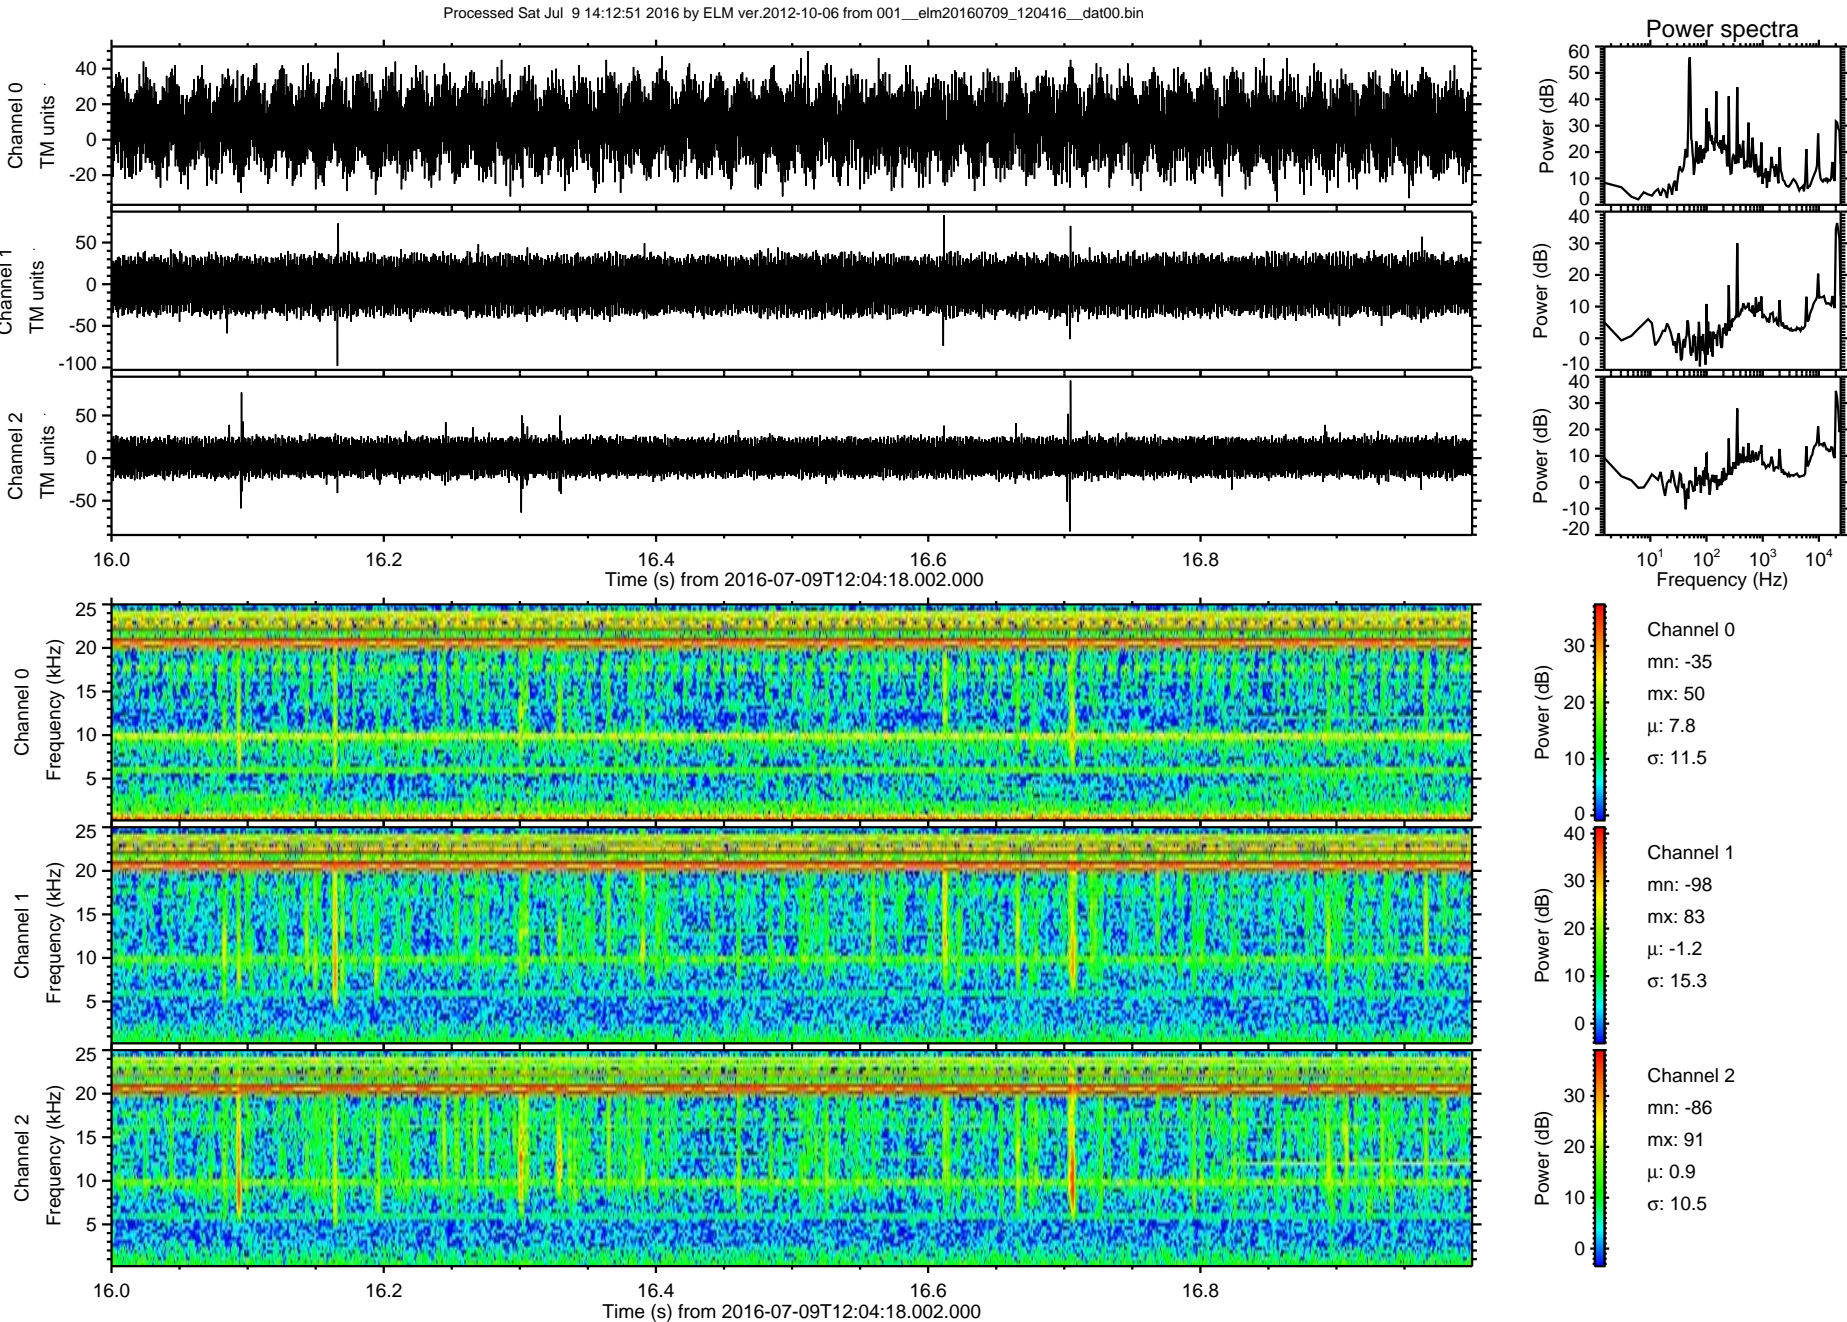 Processed Sat Jul  9 14:12:51 2016 by ELM ver.2012-10-06 from 001__elm20160709_120416__dat00.bin
Power spectra
Channel 0
TM units
40
20
0
-20
Power (dB)
60
50
40
30
20
10
0
Channel 1
TM units
50
0
-50
-100
Power (dB)
40
30
20
10
0
-10
Channel 2
TM units
50
0
-50
Power (dB)
40
30
20
10
0
-10
-20
16.0 16.2 16.4 16.6 16.8
Time (s) from 2016-07-09T12:04:18.002.000
10^1 10^2 10^3 10^4
Frequency (Hz)
Channel 0
Frequency (kHz)
25
20
15
10
5
Power (dB)
30
20
10
0
Channel 0
mn: -35
mx: 50
μ: 7.8
σ: 11.5
Channel 1
Frequency (kHz)
25
20
15
10
5
Power (dB)
40
30
20
10
0
Channel 1
mn: -98
mx: 83
μ: -1.2
σ: 15.3
Channel 2
Frequency (kHz)
25
20
15
10
5
Power (dB)
30
20
10
0
Channel 2
mn: -86
mx: 91
μ: 0.9
σ: 10.5
16.0 16.2 16.4 16.6 16.8
Time (s) from 2016-07-09T12:04:18.002.000